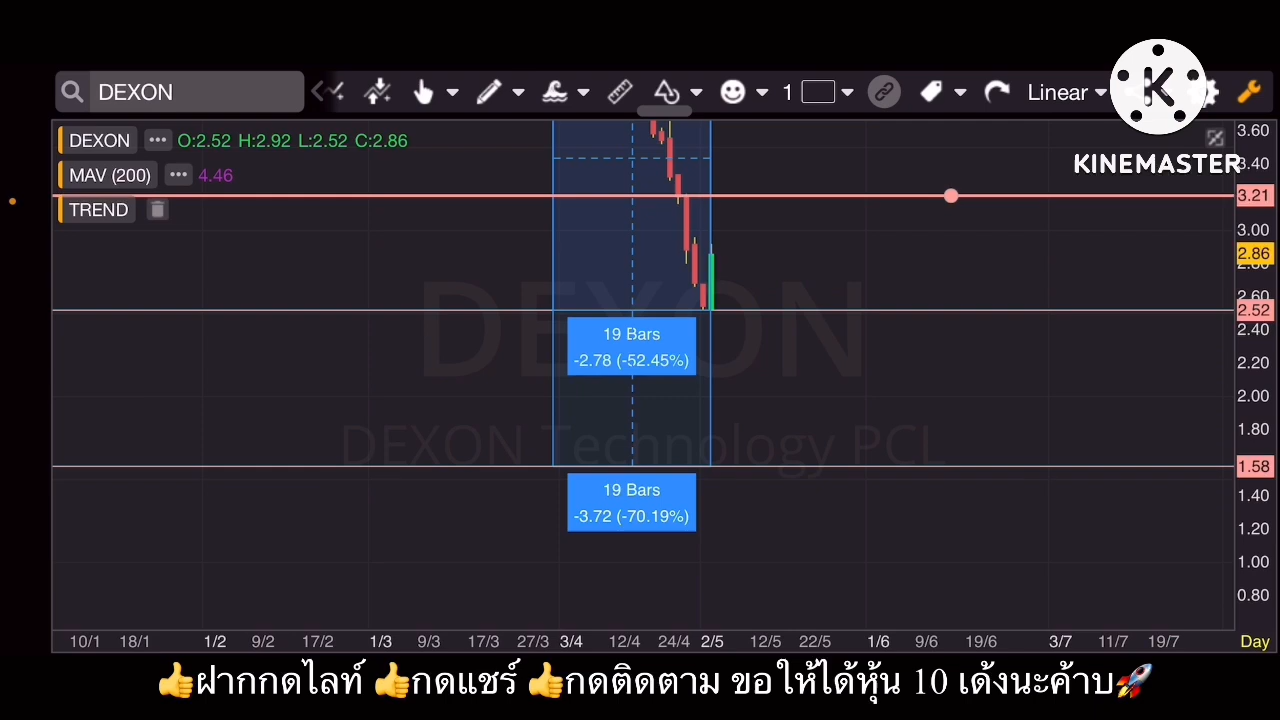 DEXON
1
Linear
KINEMASTER
DEXON ••• O:2.52 H:2.92 L:2.52 C:2.86
MAV (200) ••• 4.46
TREND
3.60
3.40
3.21
3.00
2.86
2.80
2.60
2.52
2.40
2.20
2.00
1.80
1.58
1.40
1.20
1.00
0.80
DEXON
DEXON Technology PCL
19 Bars
-2.78 (-52.45%)
19 Bars
-3.72 (-70.19%)
10/1 18/1 1/2 9/2 17/2 1/3 9/3 17/3 27/3 3/4 12/4 24/4 2/5 12/5 22/5 1/6 9/6 19/6 3/7 11/7 19/7 Day
👍ฝากกดไลท์ 👍กดแชร์ 👍กดติดตาม ขอให้ได้หุ้น 10 เด้งนะค้าบ🚀